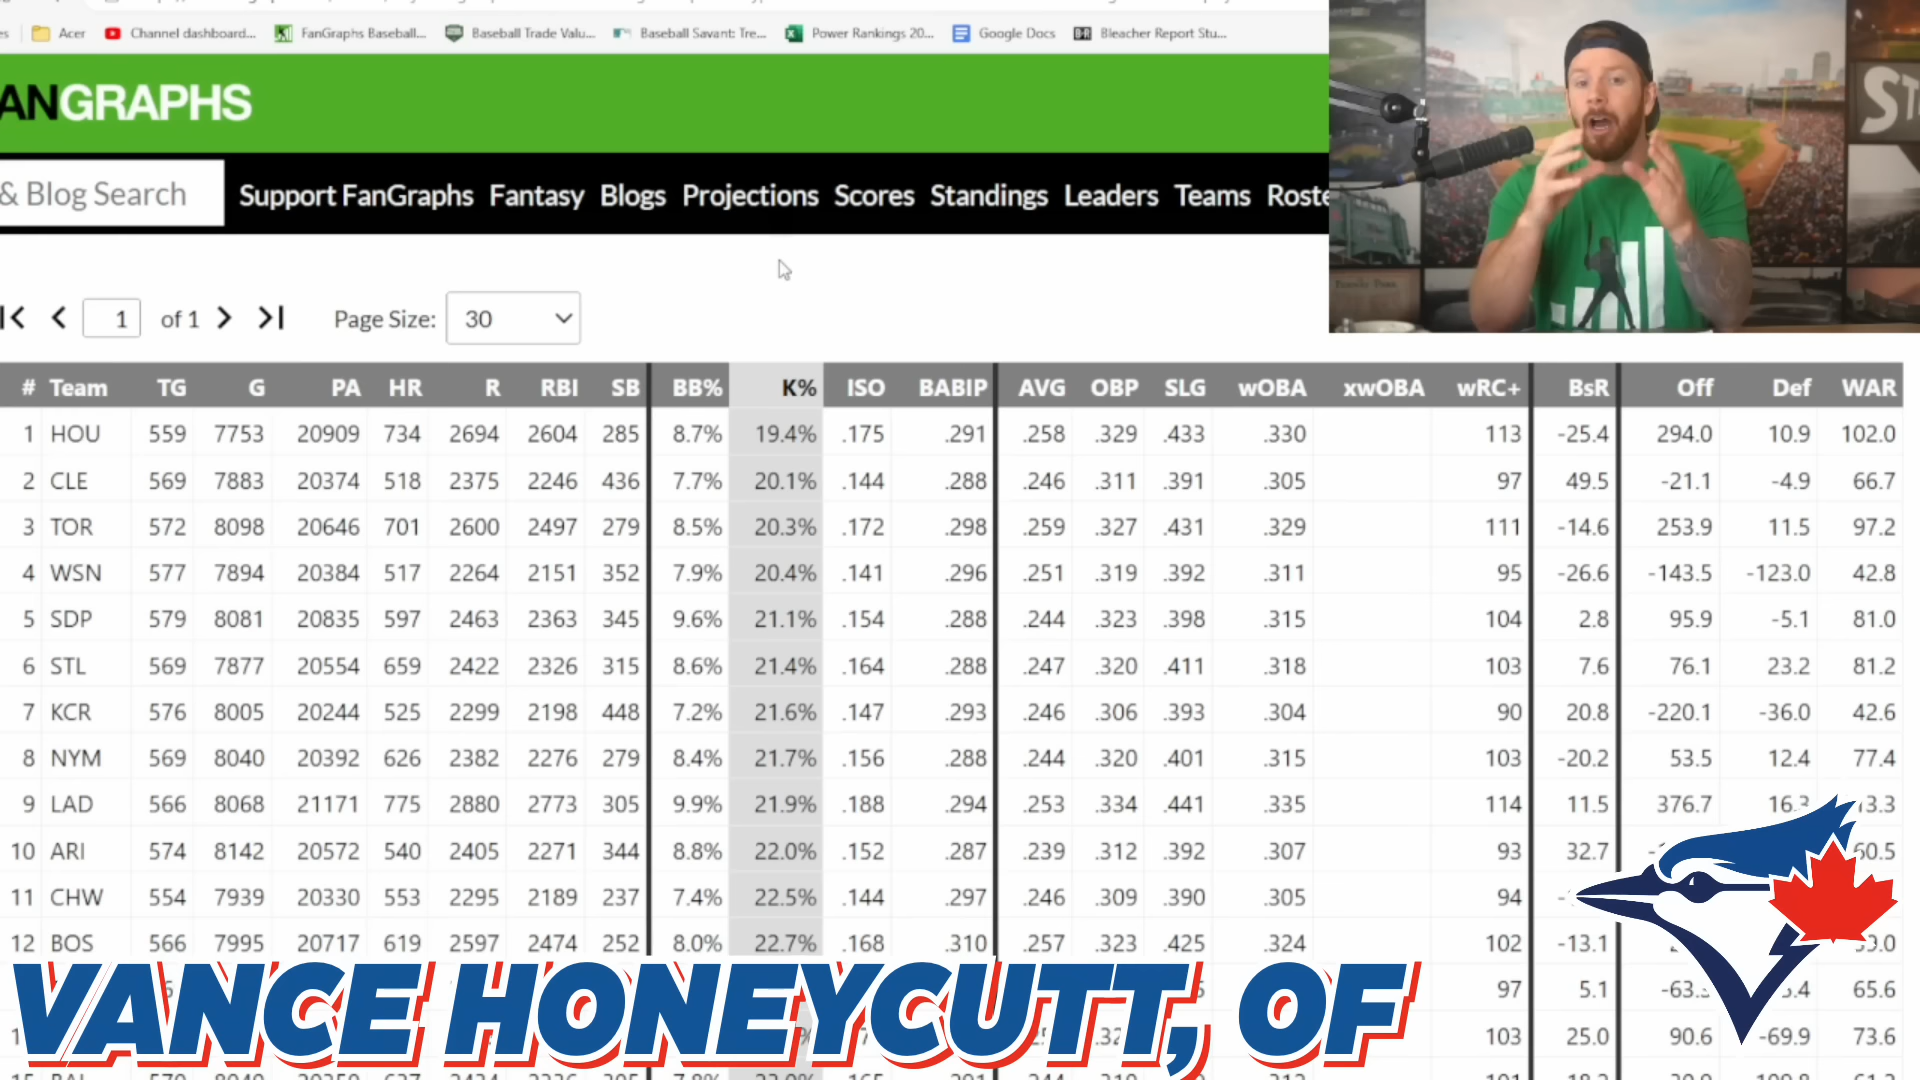 Acer Channel dashboard... FanGraphs Baseball... Baseball Trade Valu... Baseball Savant: Tre... Power Rankings 20... Google Docs Bleacher Report Stu...
ANGRAPHS
& Blog Search Support FanGraphs Fantasy Blogs Projections Scores Standings Leaders Teams Roste
1 of 1 Page Size: 30
# Team TG G PA HR R RBI SB BB% K% ISO BABIP AVG OBP SLG wOBA xwOBA wRC+ BsR Off Def WAR
1 HOU 559 7753 20909 734 2694 2604 285 8.7% 19.4% .175 .291 .258 .329 .433 .330 113 -25.4 294.0 10.9 102.0
2 CLE 569 7883 20374 518 2375 2246 436 7.7% 20.1% .144 .288 .246 .311 .391 .305 97 49.5 -21.1 -4.9 66.7
3 TOR 572 8098 20646 701 2600 2497 279 8.5% 20.3% .172 .298 .259 .327 .431 .329 111 -14.6 253.9 11.5 97.2
4 WSN 577 7894 20384 517 2264 2151 352 7.9% 20.4% .141 .296 .251 .319 .392 .311 95 -26.6 -143.5 -123.0 42.8
5 SDP 579 8081 20835 597 2463 2363 345 9.6% 21.1% .154 .288 .244 .323 .398 .315 104 2.8 95.9 -5.1 81.0
6 STL 569 7877 20554 659 2422 2326 315 8.6% 21.4% .164 .288 .247 .320 .411 .318 103 7.6 76.1 23.2 81.2
7 KCR 576 8005 20244 525 2299 2198 448 7.2% 21.6% .147 .293 .246 .306 .393 .304 90 20.8 -220.1 -36.0 42.6
8 NYM 569 8040 20392 626 2382 2276 279 8.4% 21.7% .156 .288 .244 .320 .401 .315 103 -20.2 53.5 12.4 77.4
9 LAD 566 8068 21171 775 2880 2773 305 9.9% 21.9% .188 .294 .253 .334 .441 .335 114 11.5 376.7
10 ARI 574 8142 20572 540 2405 2271 344 8.8% 22.0% .152 .287 .239 .312 .392 .307 93 32.7 60.5
11 CHW 554 7939 20330 553 2295 2189 237 7.4% 22.5% .144 .297 .246 .309 .390 .305 94
12 BOS 566 7995 20717 619 2597 2474 252 8.0% 22.7% .168 .310 .257 .323 .425 .324 102 -13.1
97 5.1 65.6
103 25.0 90.6 -69.9 73.6
VANCE HONEYCUTT, OF